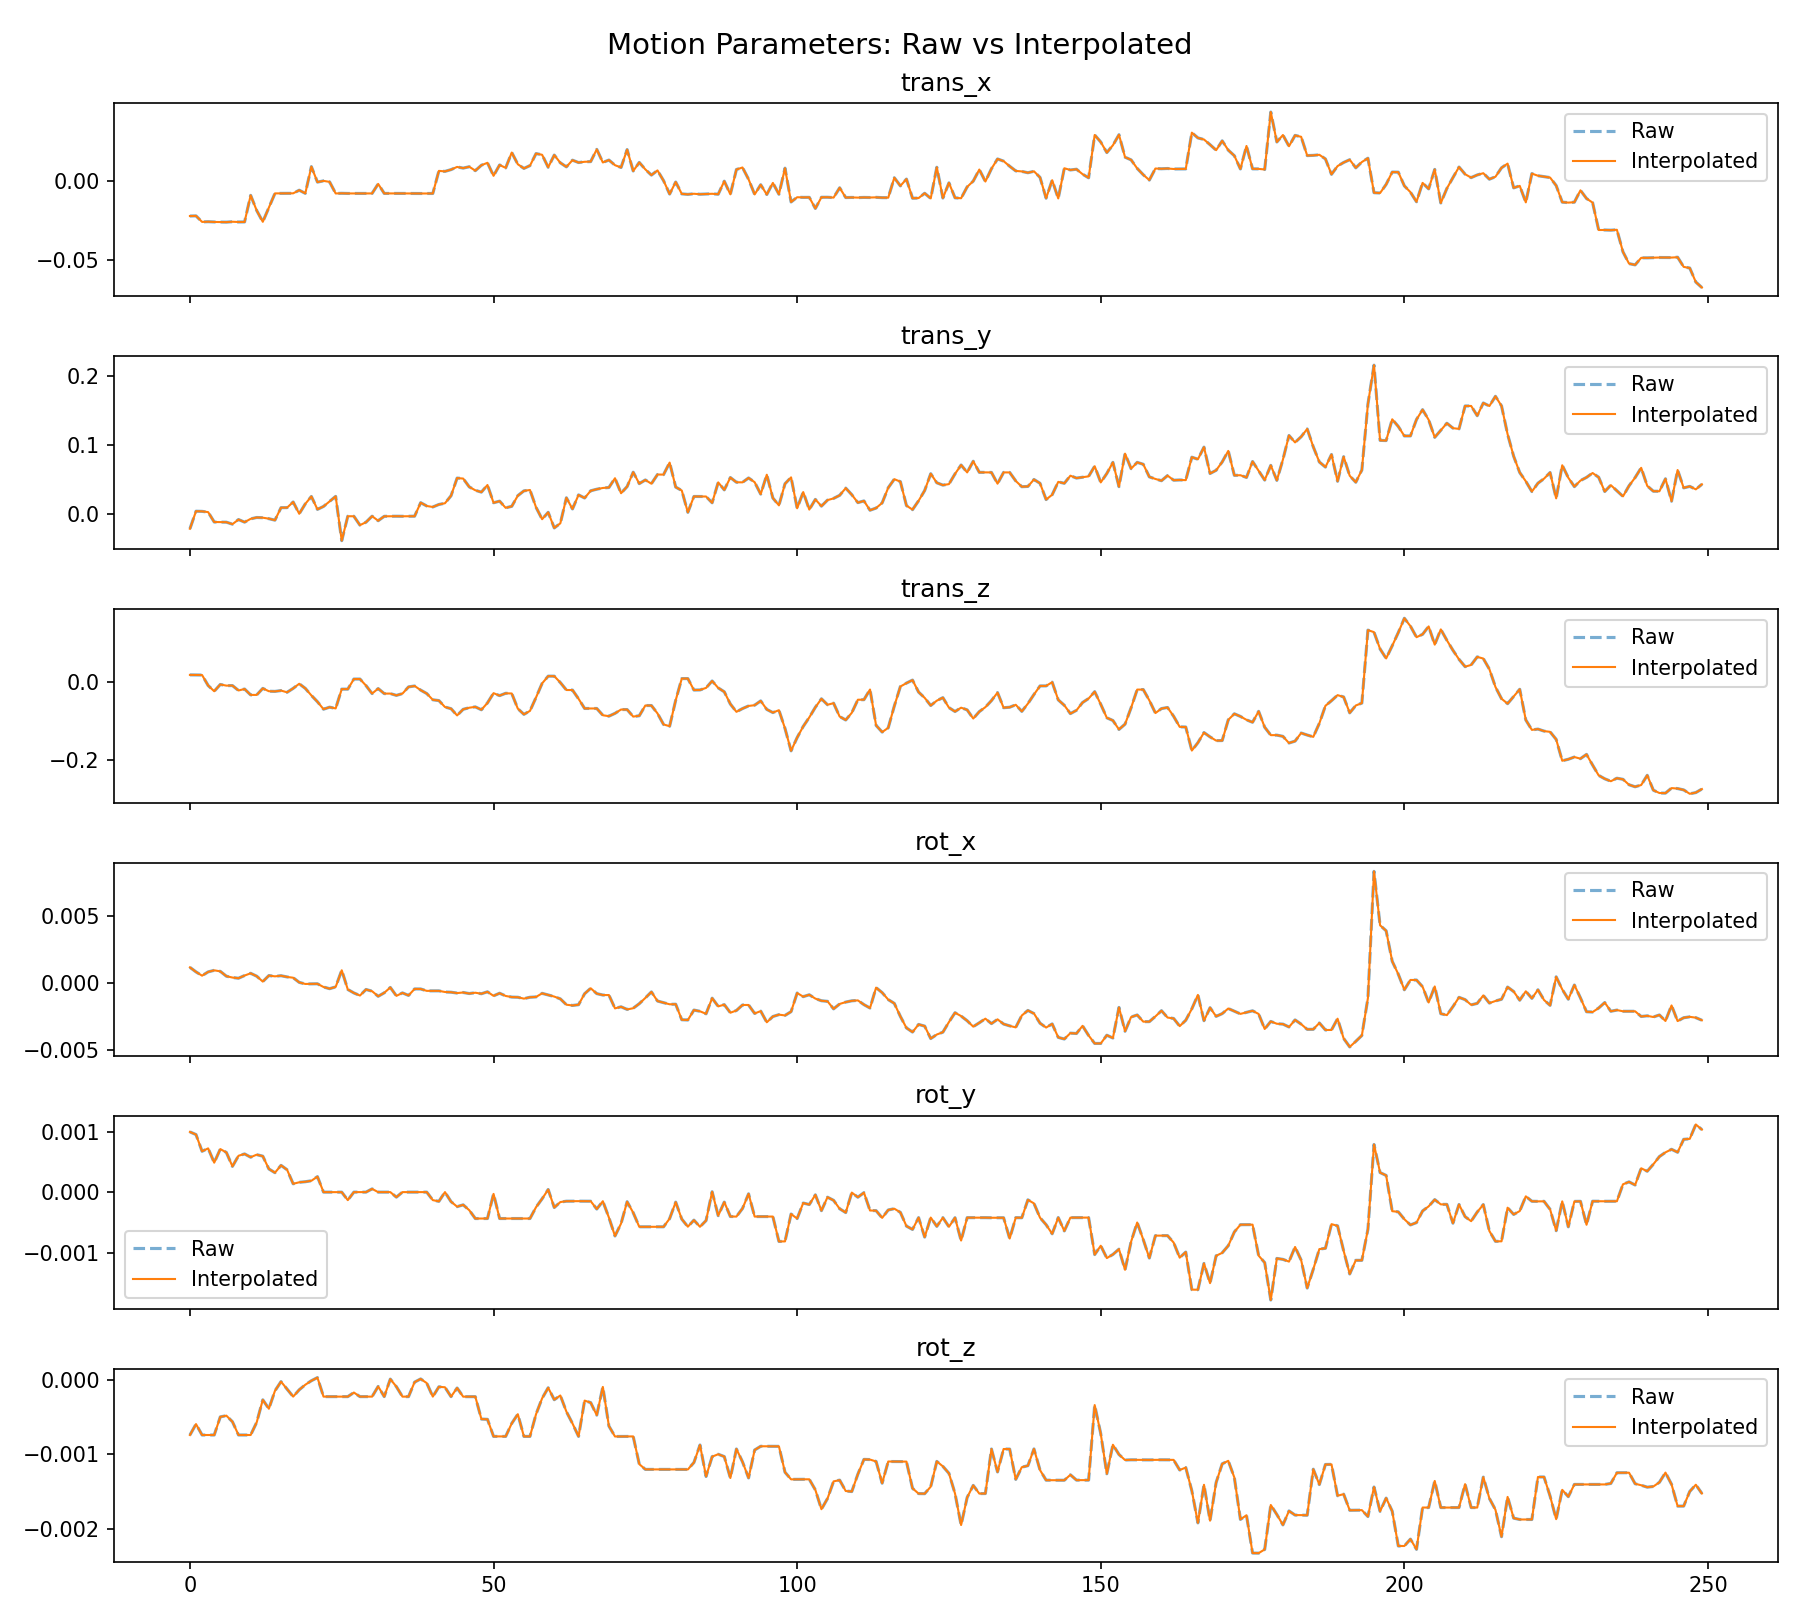 Motion Parameters: Raw vs Interpolated
trans_x
0.00
−0.05
Raw
Interpolated
trans_y
0.2
0.1
0.0
Raw
Interpolated
trans_z
0.0
−0.2
Raw
Interpolated
rot_x
0.005
0.000
−0.005
Raw
Interpolated
rot_y
0.001
0.000
−0.001
Raw
Interpolated
rot_z
0.000
−0.001
−0.002
Raw
Interpolated
0 50 100 150 200 250